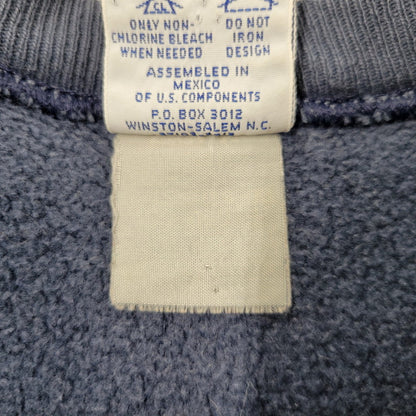 CL
ONLY NON- DO NOT
CHLORINE BLEACH IRON
WHEN NEEDED DESIGN
ASSEMBLED IN
MEXICO
OF U.S. COMPONENTS
P.O. BOX 3012
WINSTON-SALEM N.C.